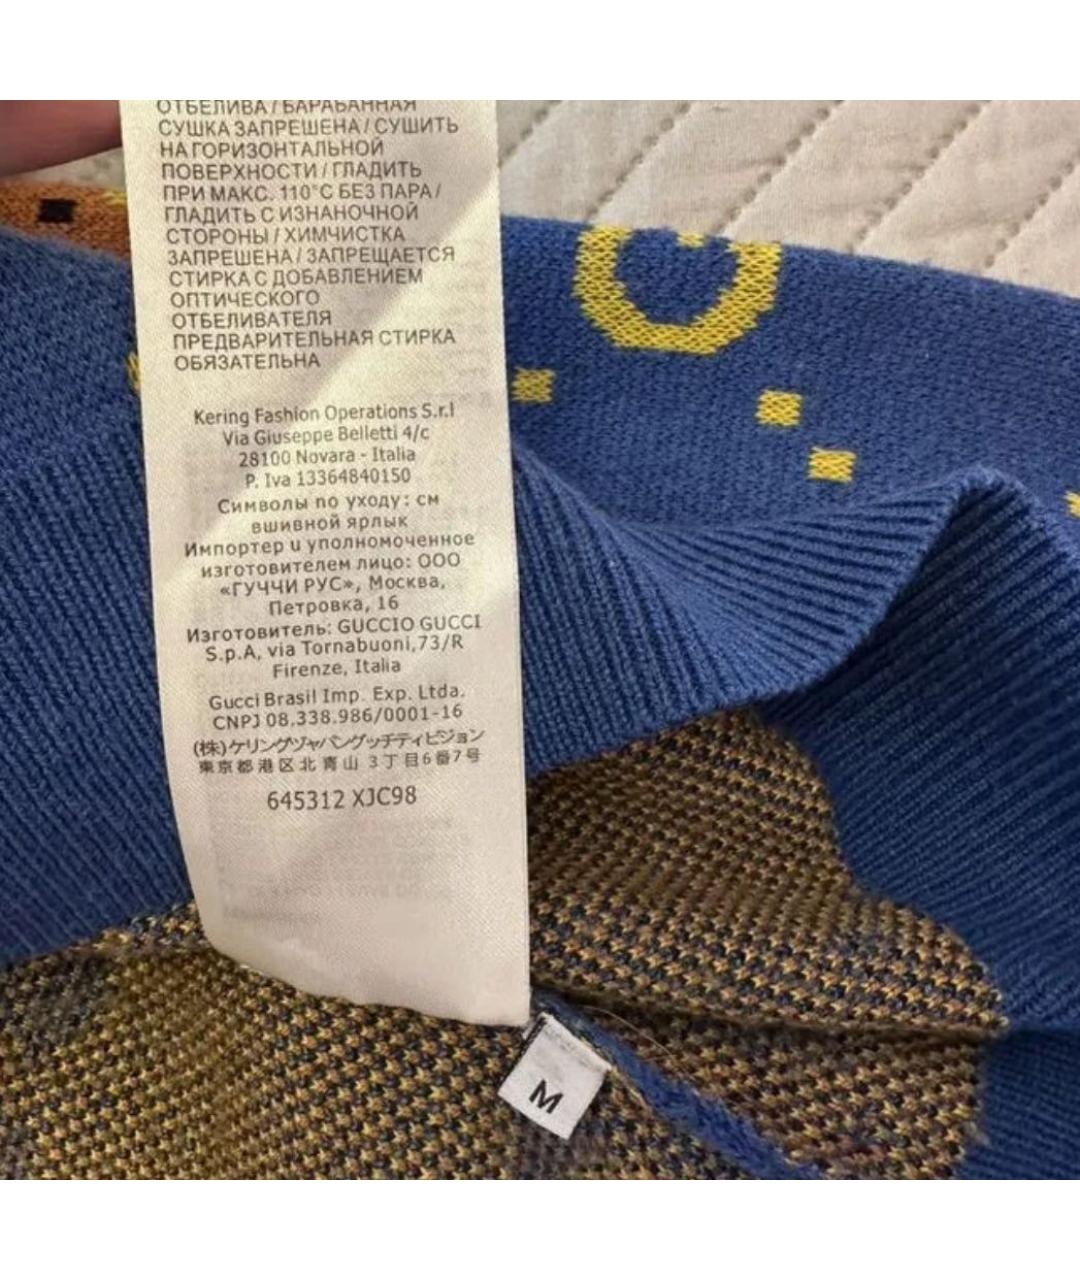 ОТБЕЛИВА / БАРАБАННАЯ
СУШКА ЗАПРЕШЕНА / СУШИТЬ
НА ГОРИЗОНТАЛЬНОЙ
ПОВЕРХНОСТИ / ГЛАДИТЬ
ПРИ МАКС. 110°C БЕЗ ПАРА /
ГЛАДИТЬ С ИЗНАНОЧНОЙ
СТОРОНЫ / ХИМЧИСТКА
ЗАПРЕШЕНА / ЗАПРЕЩАЕТСЯ
СТИРКА С ДОБАВЛЕНИЕМ
ОПТИЧЕСКОГО
ОТБЕЛИВАТЕЛЯ
ПРЕДВАРИТЕЛЬНАЯ СТИРКА
ОБЯЗАТЕЛЬНА
Kering Fashion Operations S.r.l
Via Giuseppe Belletti 4/c
28100 Novara - Italia
P. Iva 13364840150
Символы по уходу: см
вшивной ярлык
Импортер и уполномоченное
изготовителем лицо: ООО
«ГУЧЧИ РУС», Москва,
Петровка, 16
Изготовитель: GUCCIO GUCCI
S.p.A, via Tornabuoni,73/R
Firenze, Italia
Gucci Brasil Imp. Exp. Ltda.
CNPJ 08.338.986/0001-16
(株)ケリングジャパングッチディビジョン
東京都港区北青山 3丁目6番7号
645312 XJC98
M